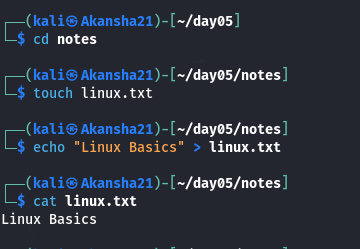 ┌──(kali㉿Akansha21)-[~/day05]
└─$ cd notes
┌──(kali㉿Akansha21)-[~/day05/notes]
└─$ touch linux.txt
┌──(kali㉿Akansha21)-[~/day05/notes]
└─$ echo "Linux Basics" > linux.txt
┌──(kali㉿Akansha21)-[~/day05/notes]
└─$ cat linux.txt
Linux Basics